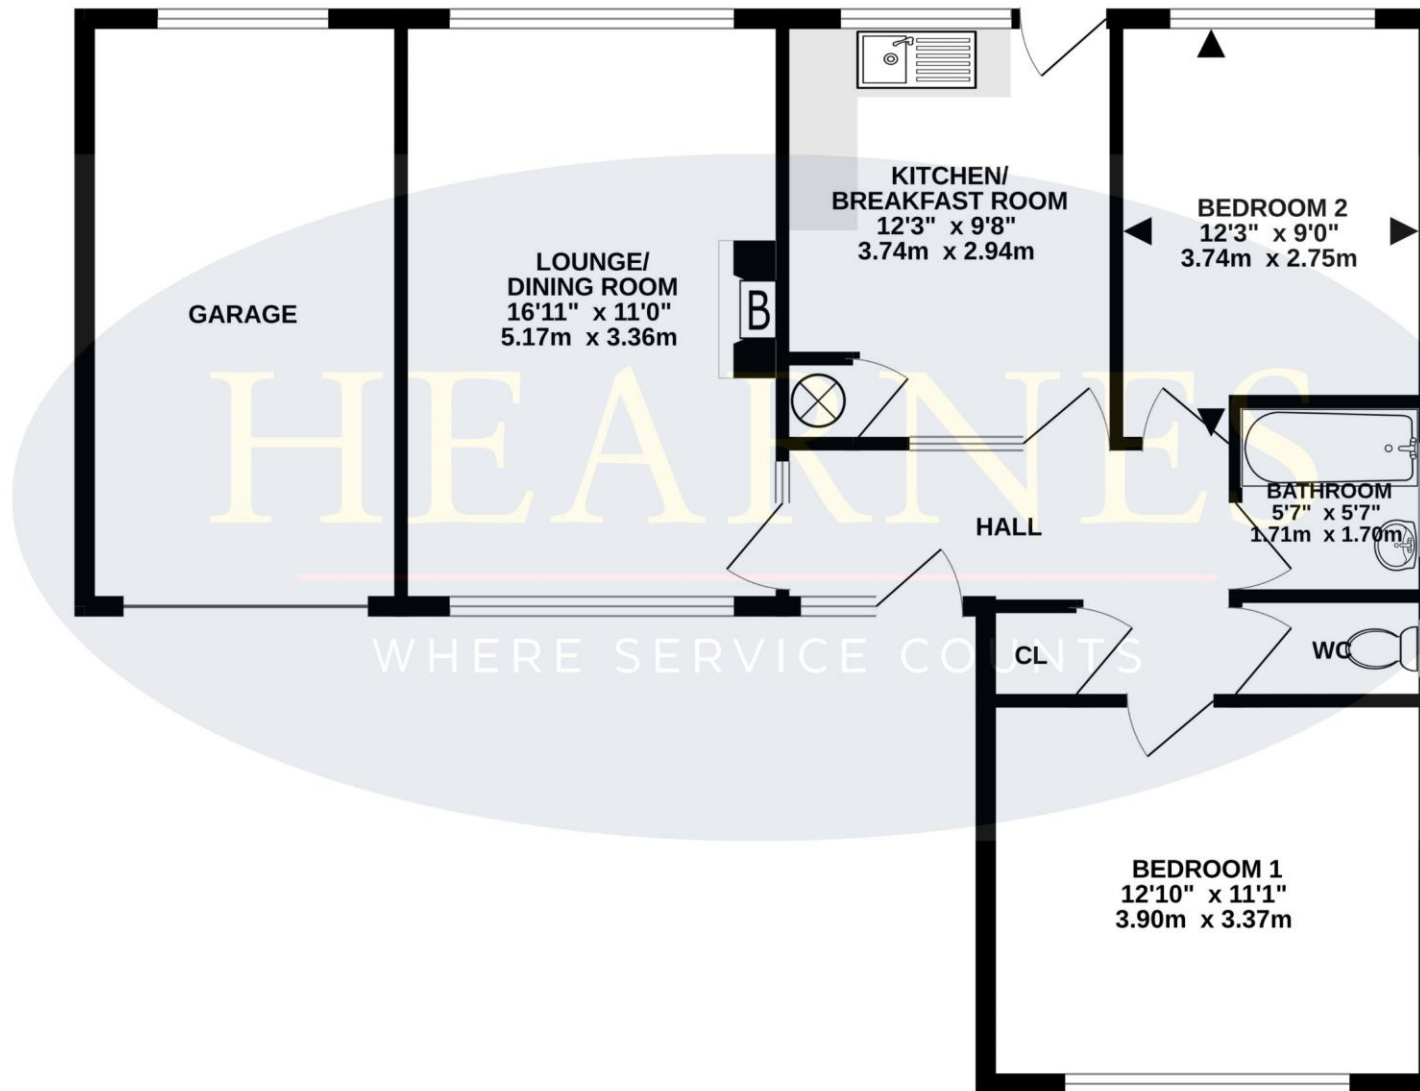 GARAGE
LOUNGE/
DINING ROOM
16'11" x 11'0"
5.17m x 3.36m
B
KITCHEN/
BREAKFAST ROOM
12'3" x 9'8"
3.74m x 2.94m
BEDROOM 2
12'3" x 9'0"
3.74m x 2.75m
HEARNES
WHERE SERVICE COUNTS
HALL
BATHROOM
5'7" x 5'7"
1.71m x 1.70m
CL
WC
BEDROOM 1
12'10" x 11'1"
3.90m x 3.37m